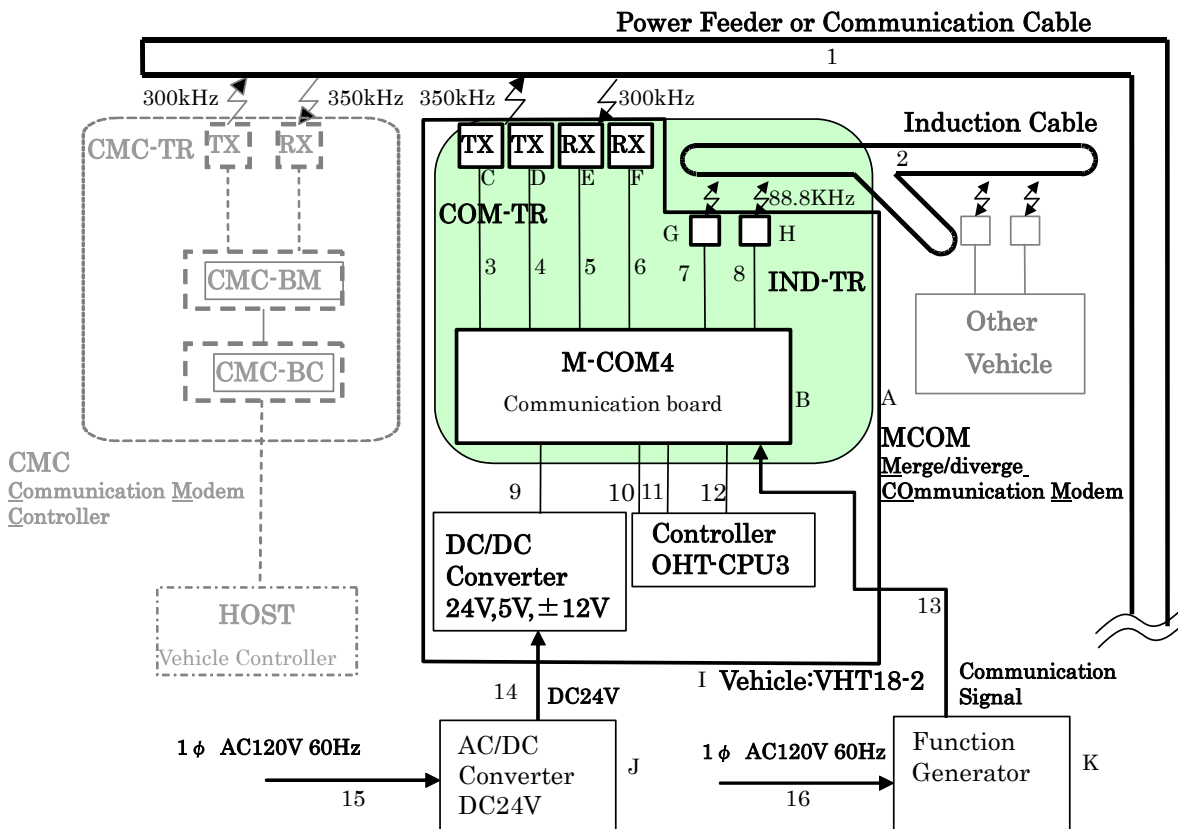 Power Feeder or Communication Cable
1
300kHz
350kHz
350kHz
300kHz
CMC-TR
TX
RX
TX
TX
RX
RX
C
D
E
F
COM-TR
Induction Cable
2
88.8KHz
G
H
3
4
5
6
7
8
IND-TR
CMC-BM
CMC-BC
Other
Vehicle
M-COM4
Communication board
B
A
MCOM
Merge/diverge
COmmunication Modem
CMC
Communication Modem
Controller
9
10
11
12
DC/DC
Converter
24V,5V,±12V
Controller
OHT-CPU3
13
HOST
Vehicle Controller
I
Vehicle:VHT18-2
Communication
Signal
14
DC24V
1φ AC120V 60Hz
15
AC/DC
Converter
DC24V
J
1φ AC120V 60Hz
16
Function
Generator
K